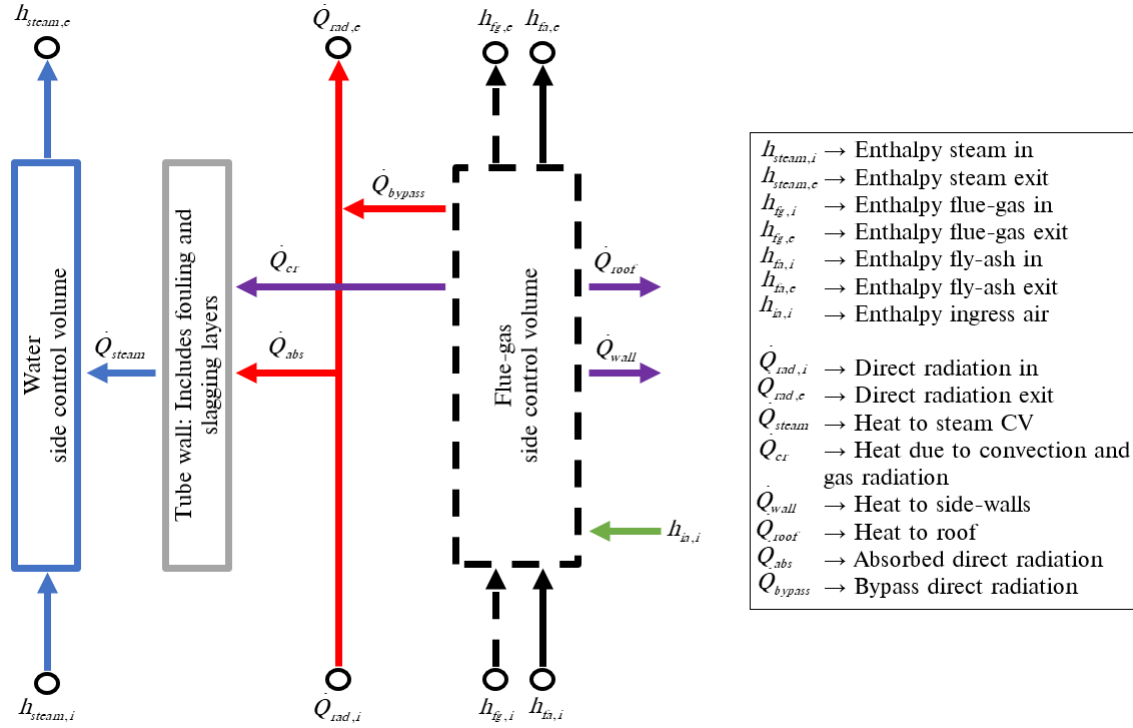 h_steam,e
Q̇_rad,e
h_fg,e
h_fa,e
Water
side control volume
Tube wall: Includes fouling and
slagging layers
Q̇_steam
Q̇_bypass
Q̇_cr
Q̇_abs
Flue-gas
side control volume
Q̇_roof
Q̇_wall
h_ia,i
h_steam,i
Q̇_rad,i
h_fg,i
h_fa,i
h_steam,i → Enthalpy steam in
h_steam,e → Enthalpy steam exit
h_fg,i → Enthalpy flue-gas in
h_fg,e → Enthalpy flue-gas exit
h_fa,i → Enthalpy fly-ash in
h_fa,e → Enthalpy fly-ash exit
h_ia,i → Enthalpy ingress air
Q̇_rad,i → Direct radiation in
Q̇_rad,e → Direct radiation exit
Q̇_steam → Heat to steam CV
Q̇_cr → Heat due to convection and
gas radiation
Q̇_wall → Heat to side-walls
Q̇_roof → Heat to roof
Q̇_abs → Absorbed direct radiation
Q̇_bypass → Bypass direct radiation